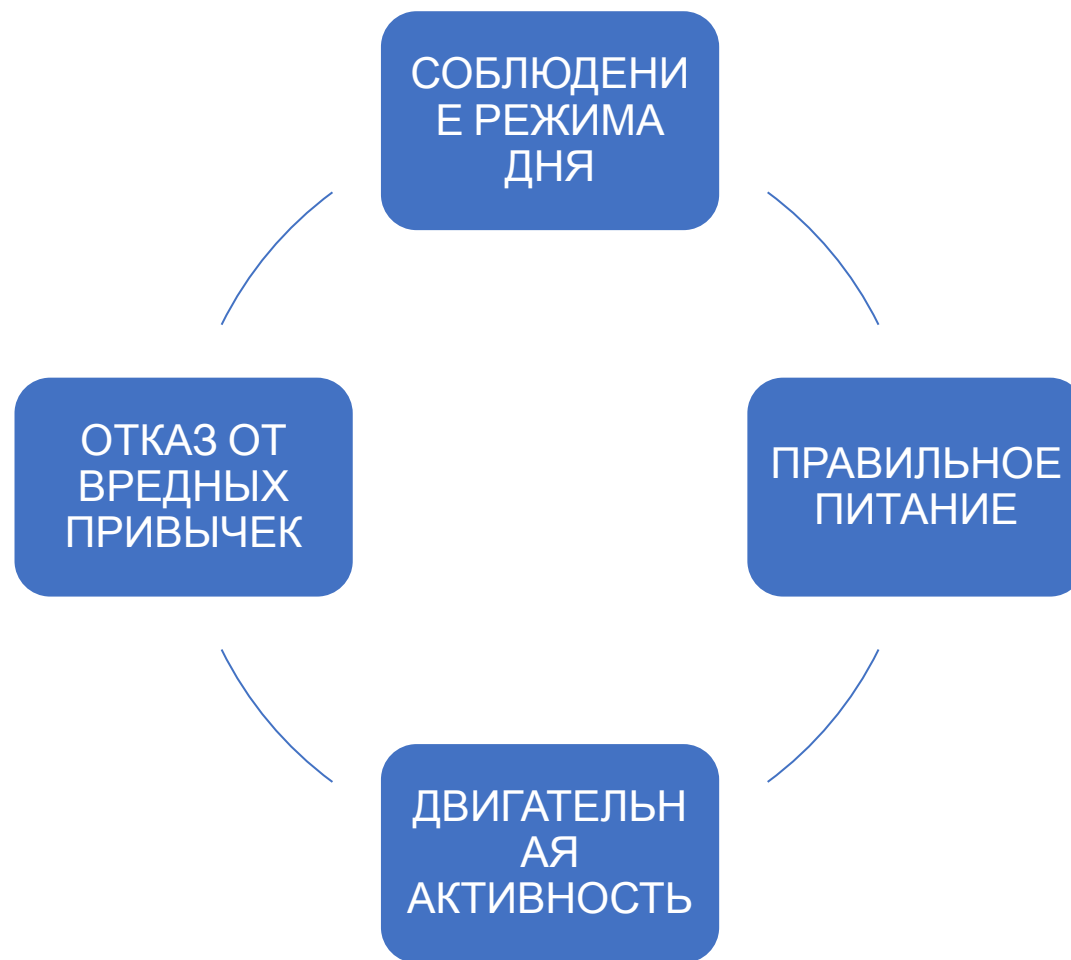 СОБЛЮДЕНИ
Е РЕЖИМА
ДНЯ
ОТКАЗ ОТ
ВРЕДНЫХ
ПРИВЫЧЕК
ПРАВИЛЬНОЕ
ПИТАНИЕ
ДВИГАТЕЛЬН
АЯ
АКТИВНОСТЬ